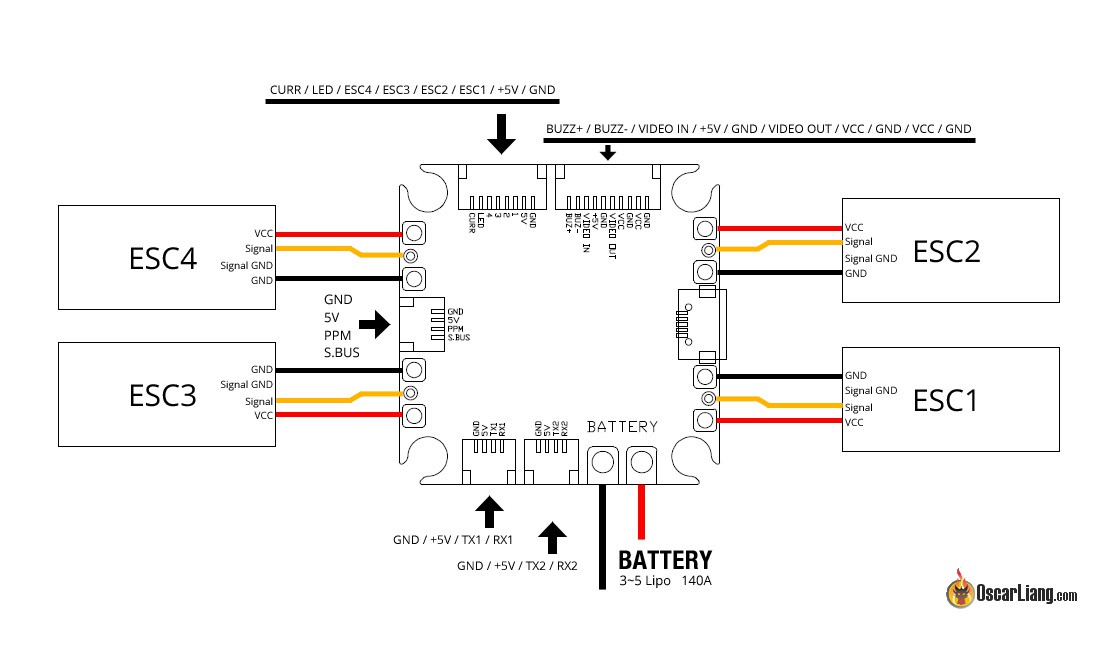 CURR / LED / ESC4 / ESC3 / ESC2 / ESC1 / +5V / GND
BUZZ+ / BUZZ- / VIDEO IN / +5V / GND / VIDEO OUT / VCC / GND / VCC / GND
CURR
LED
4
3
2
1
5V
GND
BUZ+
BUZ-
VIDEO IN
+5V
GND
VIDEO OUT
VCC
GND
VCC
GND
ESC4
VCC
Signal
Signal GND
GND
ESC2
VCC
Signal
Signal GND
GND
GND
5V
PPM
S.BUS
GND
5V
PPM
S.BUS
ESC3
GND
Signal GND
Signal
VCC
ESC1
GND
Signal GND
Signal
VCC
GND
5V
TX1
RX1
GND
5V
TX2
RX2
BATTERY
GND / +5V / TX1 / RX1
GND / +5V / TX2 / RX2
BATTERY
3~5 Lipo 140A
OscarLiang.com